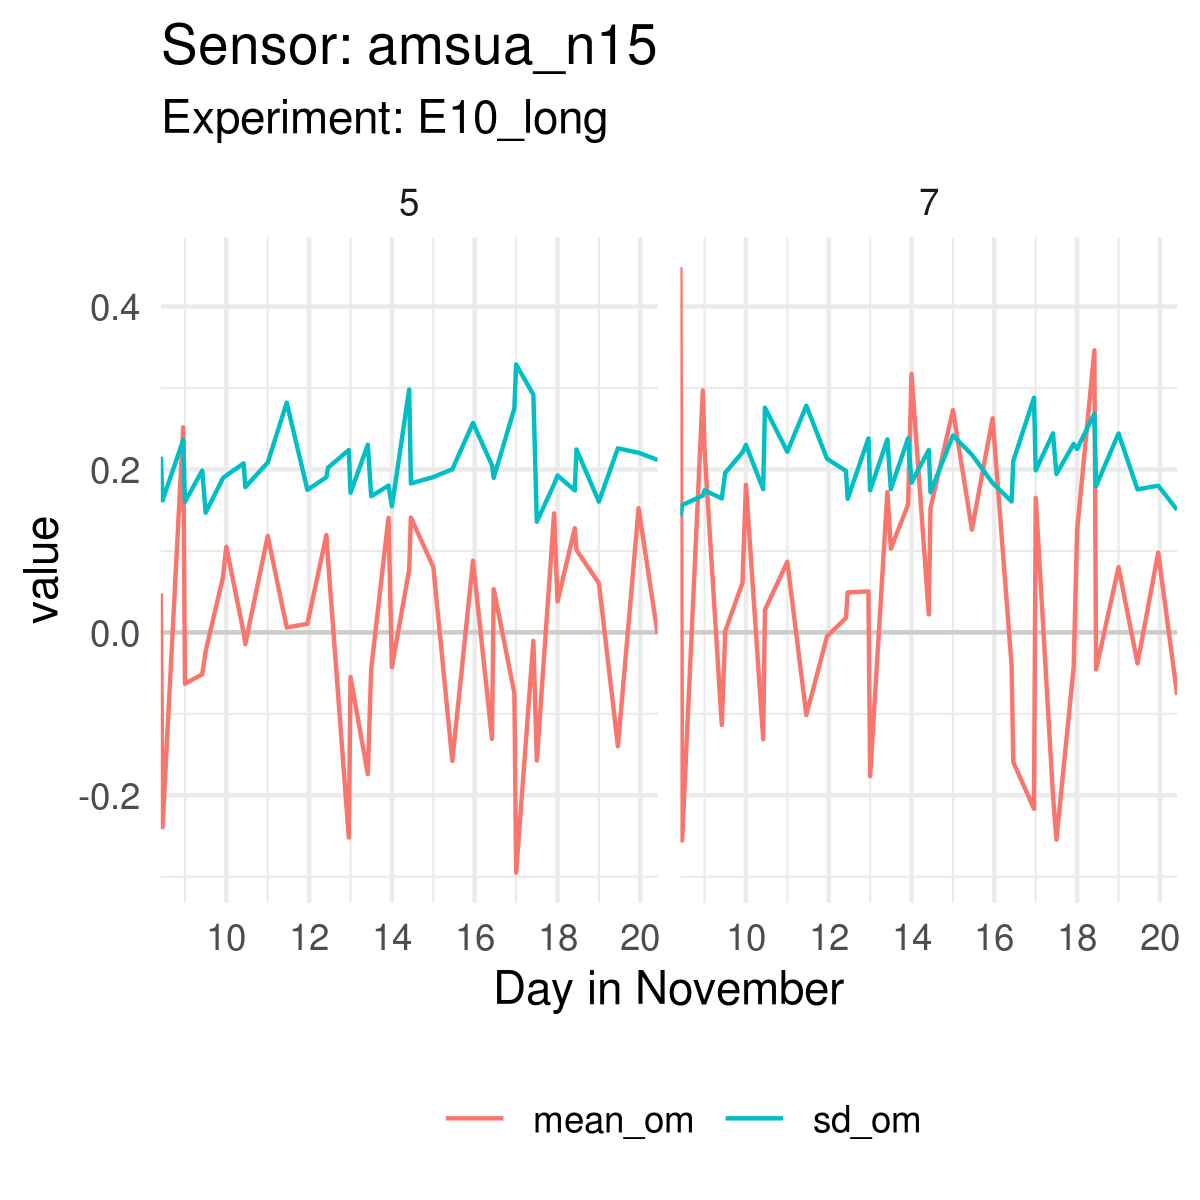 Sensor: amsua_n15
Experiment: E10_long
5 7
0.4
0.2
0.0
-0.2
value
10 12 14 16 18 20 10 12 14 16 18 20
Day in November
mean_om sd_om